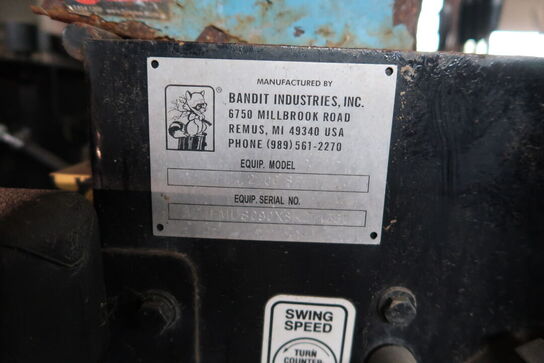 MANUFACTURED BY
BANDIT INDUSTRIES, INC.
6750 MILLBROOK ROAD
REMUS, MI 49340 USA
PHONE (989) 561-2270
EQUIP. MODEL
EQUIP. SERIAL NO.
SWING
SPEED
TURN
COUNTER